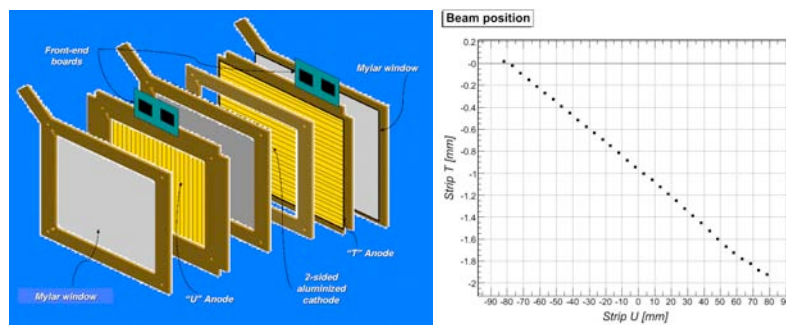 Front-end
boards
Mylar window
"T" Anode
2-sided
aluminized
cathode
"U" Anode
Mylar window
Beam position
Strip T [mm]
0.2
-0
-0.2
-0.4
-0.6
-0.8
-1
-1.2
-1.4
-1.6
-1.8
-2
-90 -80 -70 -60 -50 -40 -30 -20 -10 0 10 20 30 40 50 60 70 80 90
Strip U [mm]